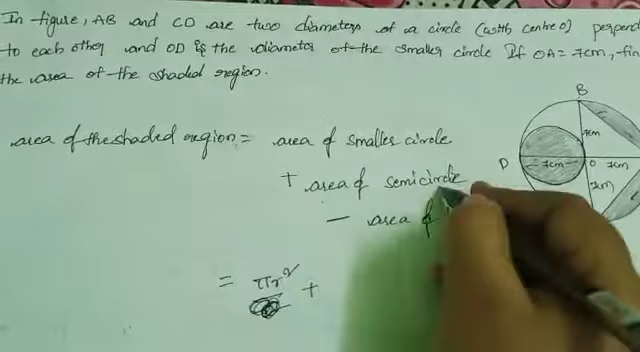 In figure, AB and CD are two diameters of a circle (with centre O)
to each other and OD is the diameter of the smaller circle If OA = 7cm,
the area of the shaded region.
B
area of the shaded region = area of smaller circle
7cm
D 7cm O 7cm
+ area of semicircle
7cm
- area of
= πr² +